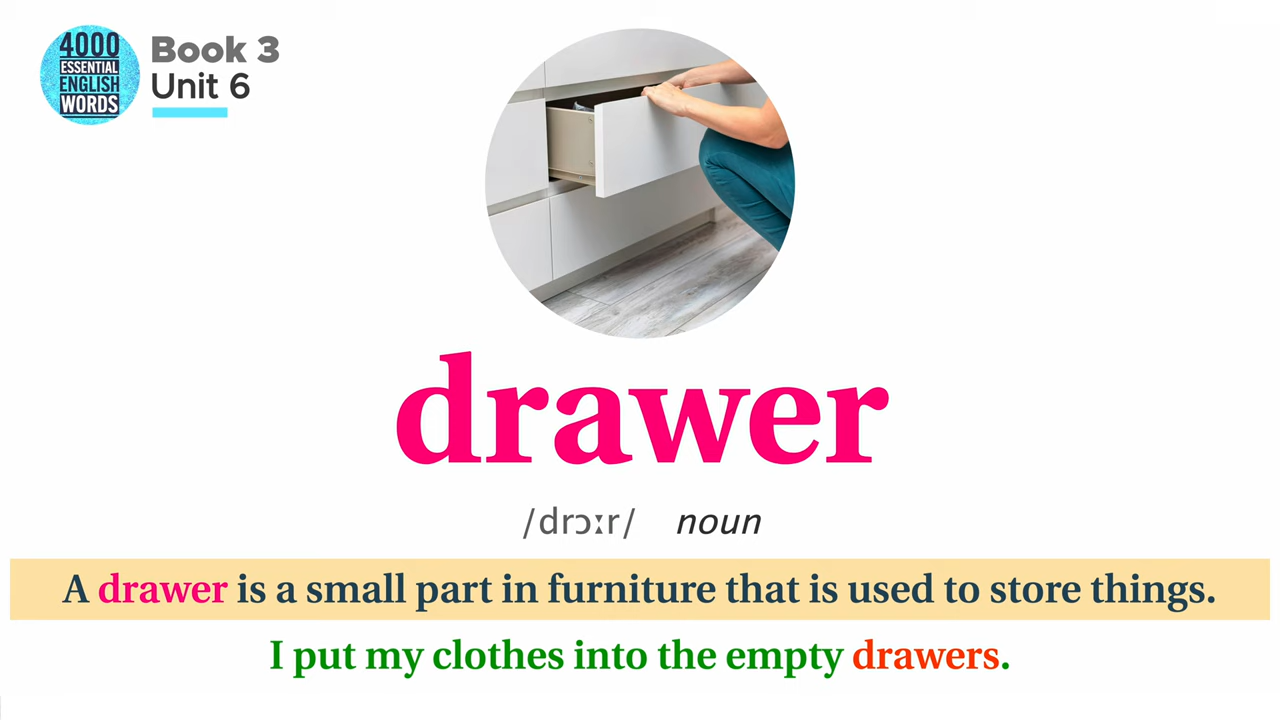 4000
ESSENTIAL
ENGLISH
WORDS
Book 3
Unit 6
drawer
/drɔːr/ noun
A drawer is a small part in furniture that is used to store things.
I put my clothes into the empty drawers.